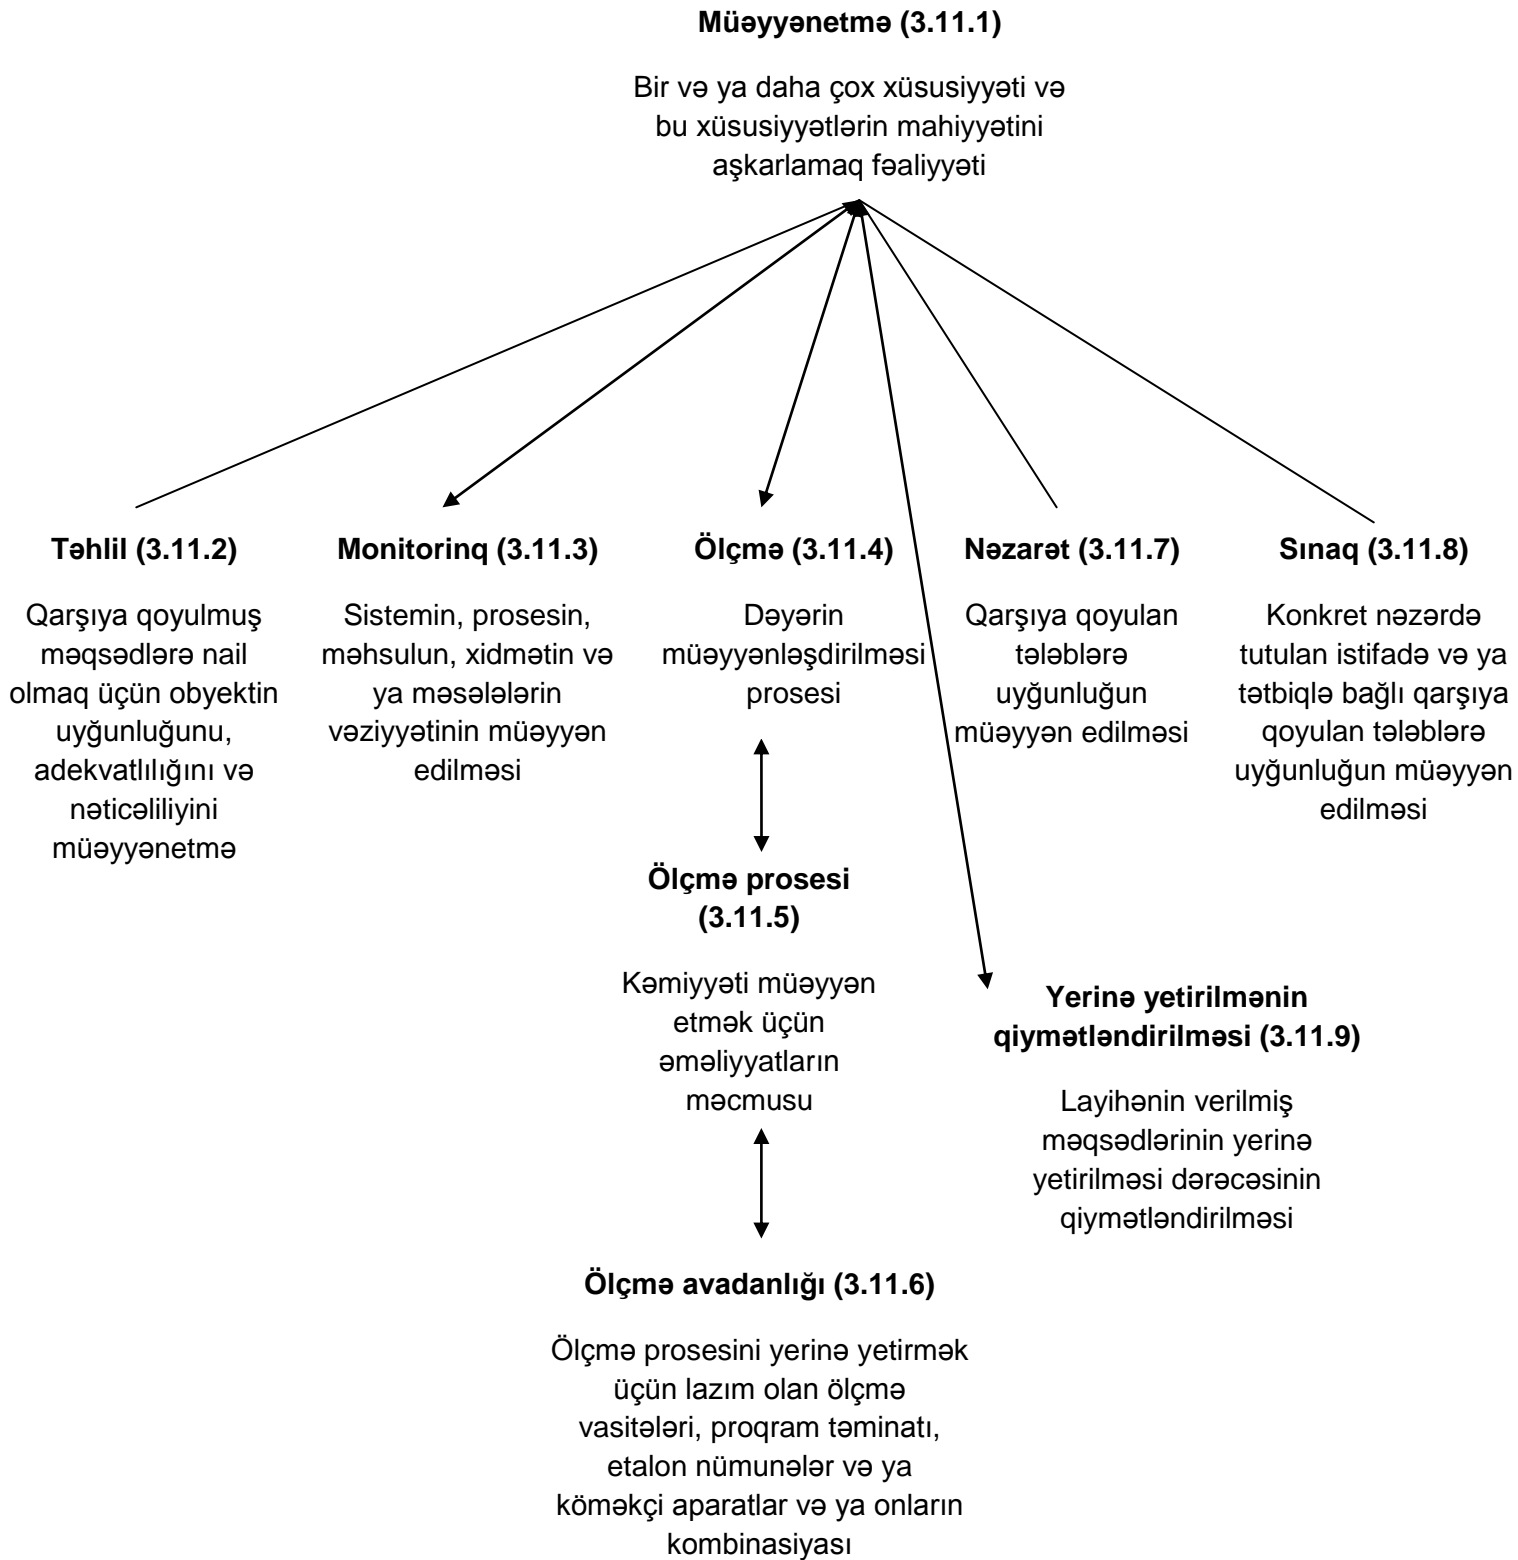 Müəyyənetmə (3.11.1)
Bir və ya daha çox xüsusiyyəti və
bu xüsusiyyətlərin mahiyyətini
aşkarlamaq fəaliyyəti
Təhlil (3.11.2)
Qarşıya qoyulmuş
məqsədlərə nail
olmaq üçün obyektin
uyğunluğunu,
adekvatlılığını və
nəticəliliyini
müəyyənetmə
Monitorinq (3.11.3)
Sistemin, prosesin,
məhsulun, xidmətin və
ya məsələlərin
vəziyyətinin müəyyən
edilməsi
Ölçmə (3.11.4)
Dəyərin
müəyyənləşdirilməsi
prosesi
Nəzarət (3.11.7)
Qarşıya qoyulan
tələblərə
uyğunluğun
müəyyən edilməsi
Sınaq (3.11.8)
Konkret nəzərdə
tutulan istifadə və ya
tətbiqlə bağlı qarşıya
qoyulan tələblərə
uyğunluğun müəyyən
edilməsi
Ölçmə prosesi
(3.11.5)
Kəmiyyəti müəyyən
etmək üçün
əməliyyatların
məcmusu
Yerinə yetirilmənin
qiymətləndirilməsi (3.11.9)
Layihənin verilmiş
məqsədlərinin yerinə
yetirilməsi dərəcəsinin
qiymətləndirilməsi
Ölçmə avadanlığı (3.11.6)
Ölçmə prosesini yerinə yetirmək
üçün lazım olan ölçmə
vasitələri, proqram təminatı,
etalon nümunələr və ya
köməkçi aparatlar və ya onların
kombinasiyası